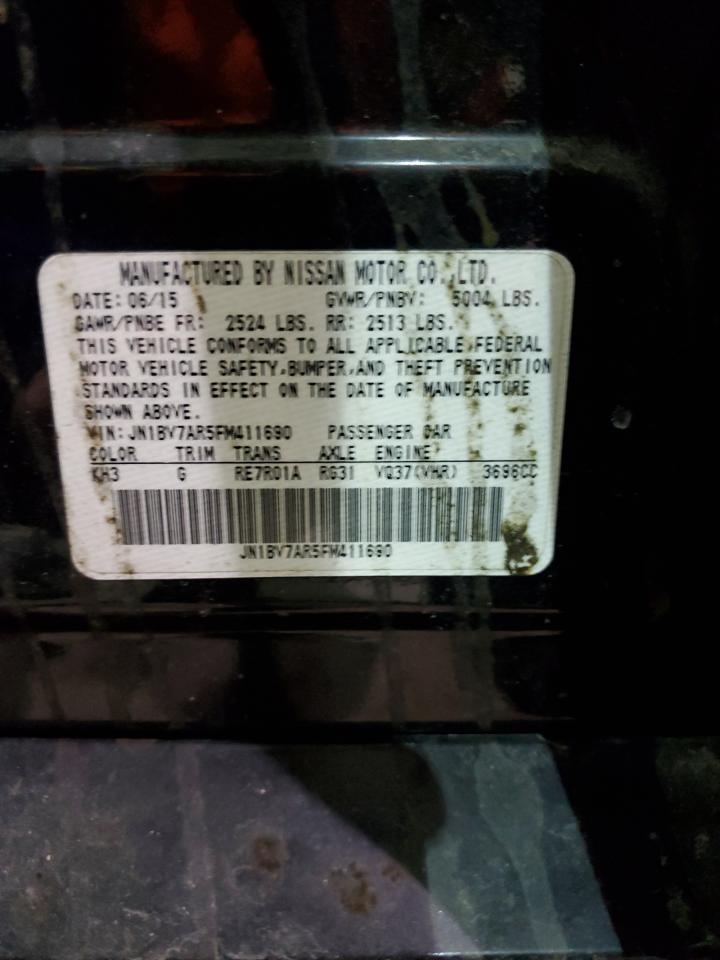 MANUFACTURED BY NISSAN MOTOR CO.,LTD.
DATE: 06/15 GVWR/PNBV: 5004 LBS.
GAWR/PNBE FR: 2524 LBS. RR: 2513 LBS.
THIS VEHICLE CONFORMS TO ALL APPLICABLE FEDERAL
MOTOR VEHICLE SAFETY,BUMPER,AND THEFT PREVENTION
STANDARDS IN EFFECT ON THE DATE OF MANUFACTURE
SHOWN ABOVE.
VIN: JN1BV7AR5FM411690 PASSENGER CAR
COLOR TRIM TRANS AXLE ENGINE
KH3 G RE7R01A RG31 VQ37(VHR) 3696CC
JN1BV7AR5FM411690